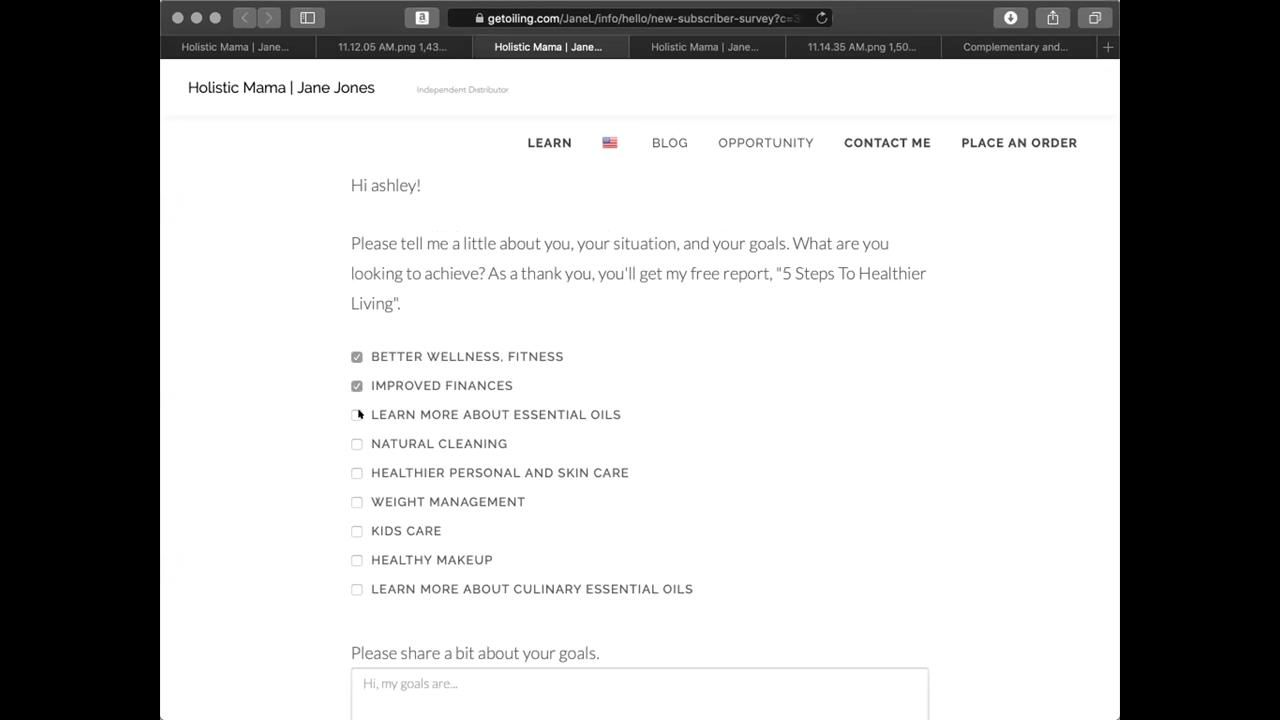 getoiling.com/JaneL/info/hello/new-subscriber-survey?c=3
Holistic Mama | Jane...
11.12.05 AM.png 1,43...
Holistic Mama | Jane...
Holistic Mama | Jane...
11.14.35 AM.png 1,50...
Complementary and...
Holistic Mama | Jane Jones
Independent Distributor
LEARN
BLOG
OPPORTUNITY
CONTACT ME
PLACE AN ORDER
Hi ashley!
Please tell me a little about you, your situation, and your goals. What are you
looking to achieve? As a thank you, you'll get my free report, "5 Steps To Healthier
Living".
BETTER WELLNESS, FITNESS
IMPROVED FINANCES
LEARN MORE ABOUT ESSENTIAL OILS
NATURAL CLEANING
HEALTHIER PERSONAL AND SKIN CARE
WEIGHT MANAGEMENT
KIDS CARE
HEALTHY MAKEUP
LEARN MORE ABOUT CULINARY ESSENTIAL OILS
Please share a bit about your goals.
Hi, my goals are...